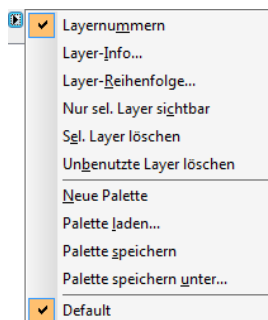 Layernummern
Layer-Info...
Layer-Reihenfolge...
Nur sel. Layer sichtbar
Sel. Layer löschen
Unbenutzte Layer löschen
Neue Palette
Palette laden...
Palette speichern
Palette speichern unter...
Default